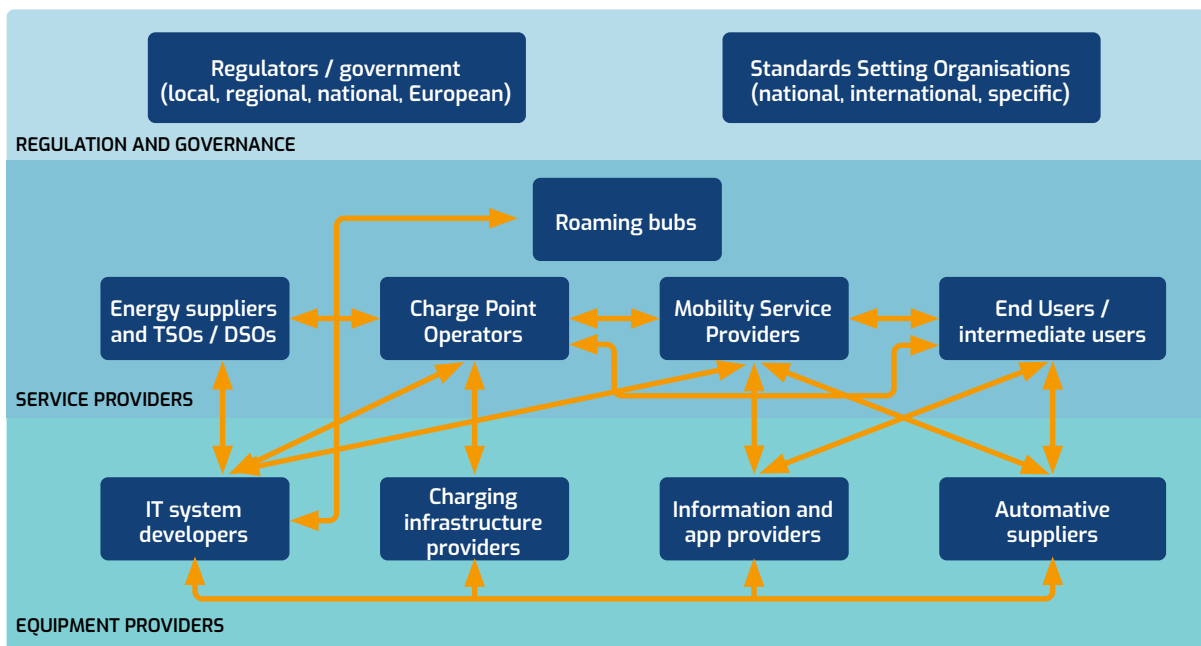 Regulators / government
(local, regional, national, European)
Standards Setting Organisations
(national, international, specific)
REGULATION AND GOVERNANCE
Roaming bubs
Energy suppliers
and TSOs / DSOs
Charge Point
Operators
Mobility Service
Providers
End Users /
intermediate users
SERVICE PROVIDERS
IT system
developers
Charging
infrastructure
providers
Information and
app providers
Automative
suppliers
EQUIPMENT PROVIDERS